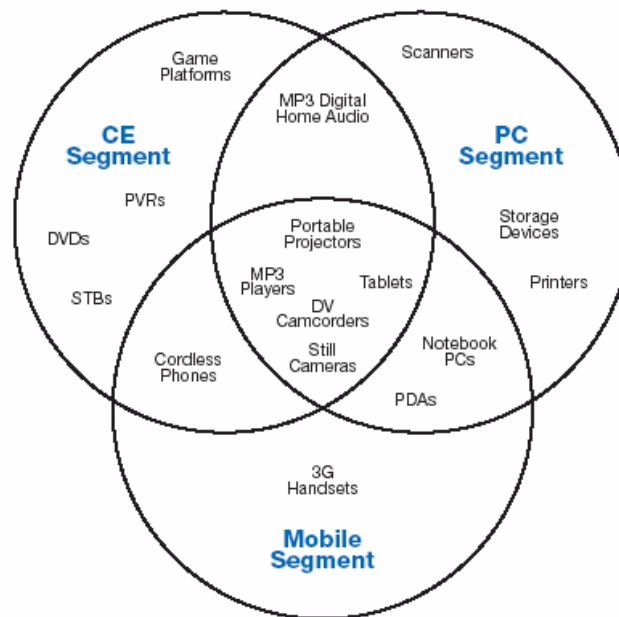 Game
Platforms
Scanners
MP3 Digital
Home Audio
CE
Segment
PC
Segment
PVRs
DVDs
STBs
Storage
Devices
Printers
Portable
Projectors
MP3
Players
Tablets
DV
Camcorders
Still
Cameras
Cordless
Phones
Notebook
PCs
PDAs
3G
Handsets
Mobile
Segment